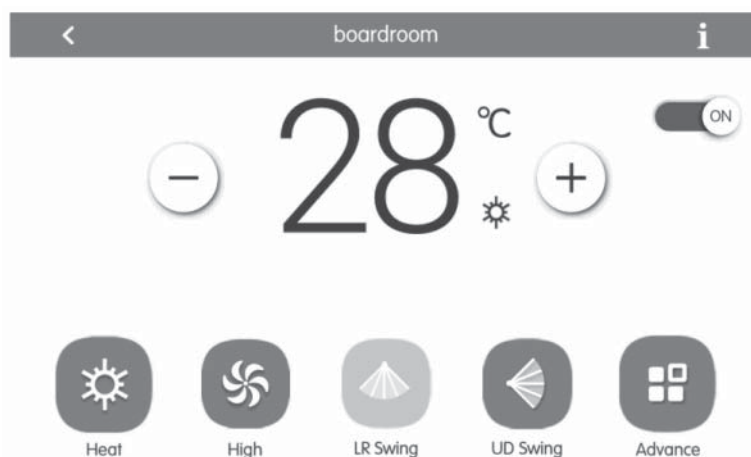 boardroom
i
28 °C
ON
Heat
High
LR Swing
UD Swing
Advance